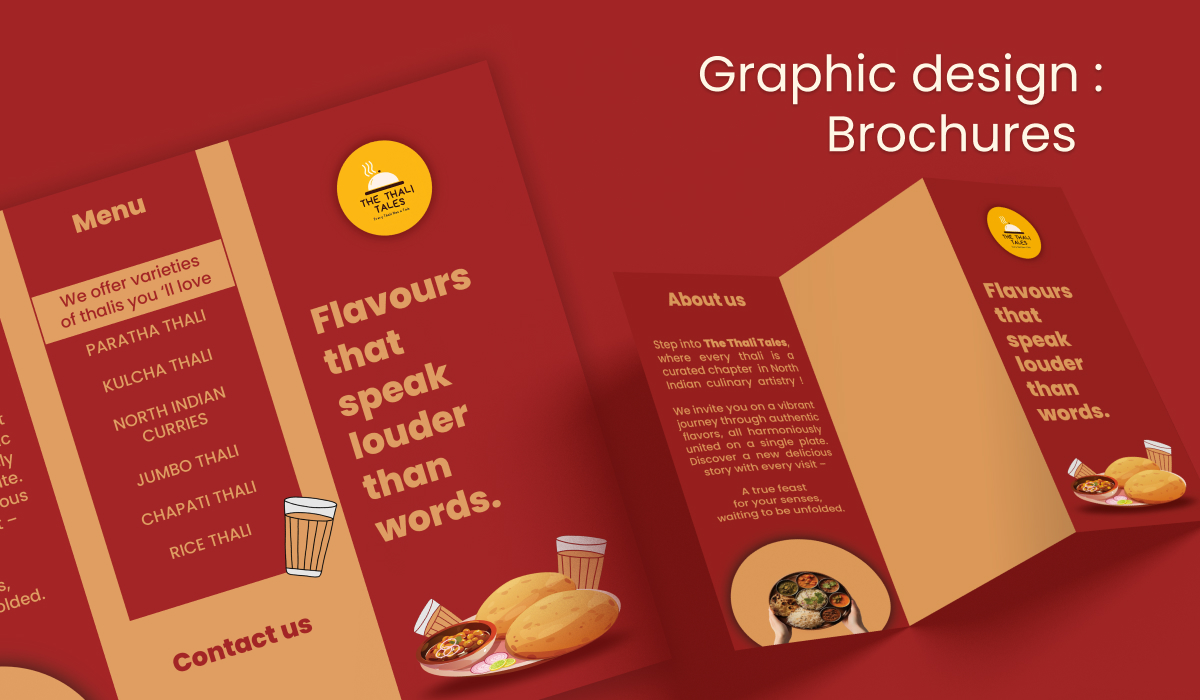 Graphic design :
Brochures
Menu
We offer varieties
of thalis you ‘ll love
PARATHA THALI
KULCHA THALI
NORTH INDIAN
CURRIES
JUMBO THALI
CHAPATI THALI
RICE THALI
Contact us
THE THALI
TALES
Flavours
that
speak
louder
than
words.
About us
Step into The Thali Tales,
where every thali is a
curated chapter in North
Indian culinary artistry !
We invite you on a vibrant
journey through authentic
flavors, all harmoniously
united on a single plate.
Discover a new delicious
story with every visit –
A true feast
for your senses,
waiting to be unfolded.
THE THALI
TALES
Flavours
that
speak
louder
than
words.